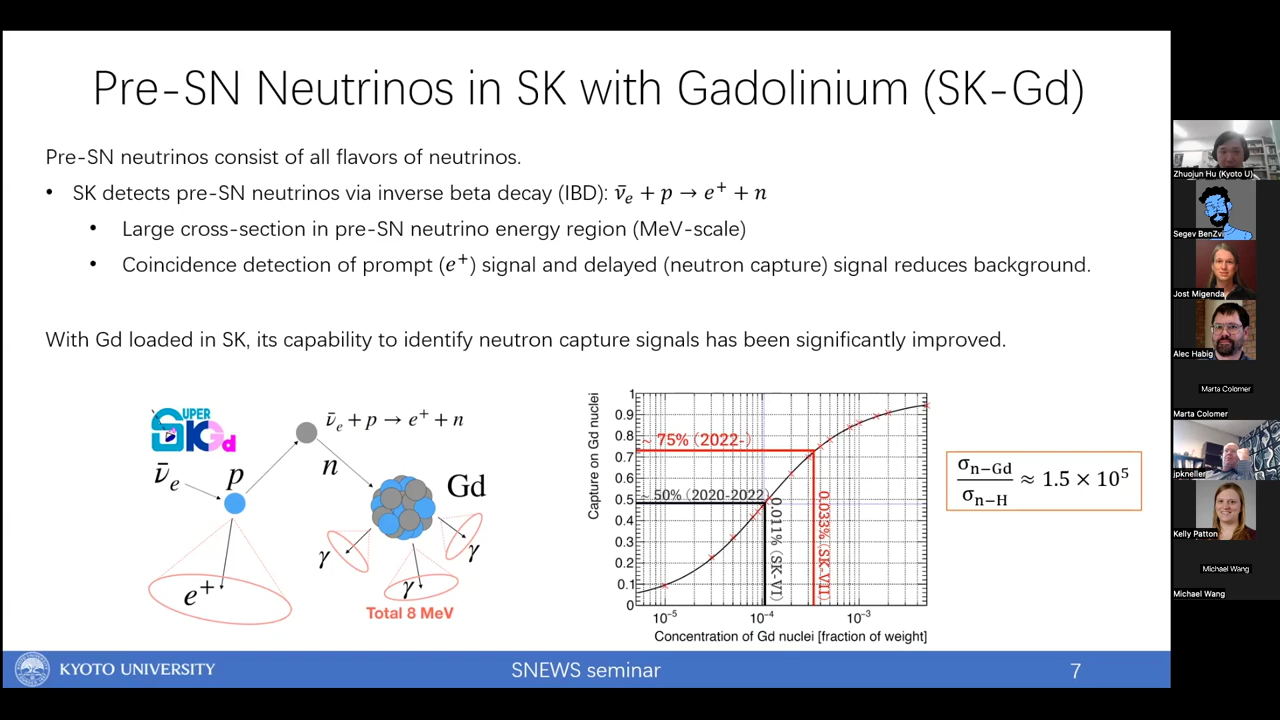 Pre-SN Neutrinos in SK with Gadolinium (SK-Gd)
Pre-SN neutrinos consist of all flavors of neutrinos.
• SK detects pre-SN neutrinos via inverse beta decay (IBD): ν̄ₑ + p → e⁺ + n
• Large cross-section in pre-SN neutrino energy region (MeV-scale)
• Coincidence detection of prompt (e⁺) signal and delayed (neutron capture) signal reduces background.
With Gd loaded in SK, its capability to identify neutron capture signals has been significantly improved.
SUPER
SK Gd
ν̄ₑ + p → e⁺ + n
ν̄ₑ
p
n
Gd
γ
γ
γ
e⁺
Total 8 MeV
Capture on Gd nuclei
1
0.9
0.8
0.7
0.6
0.5
0.4
0.3
0.2
0.1
0
~ 75% (2022-)
~ 50% (2020-2022)
0.011% (SK-VI)
0.033% (SK-VII)
10⁻⁵
10⁻⁴
10⁻³
Concentration of Gd nuclei [fraction of weight]
σn−Gd
σn−H
≈ 1.5 × 10⁵
KYOTO UNIVERSITY
SNEWS seminar
7
Zhuojun Hu (Kyoto U)
Segev BenZvi
Jost Migenda
Alec Habig
Marta Colomer
Marta Colomer
jpkneller
Kelly Patton
Michael Wang
Michael Wang